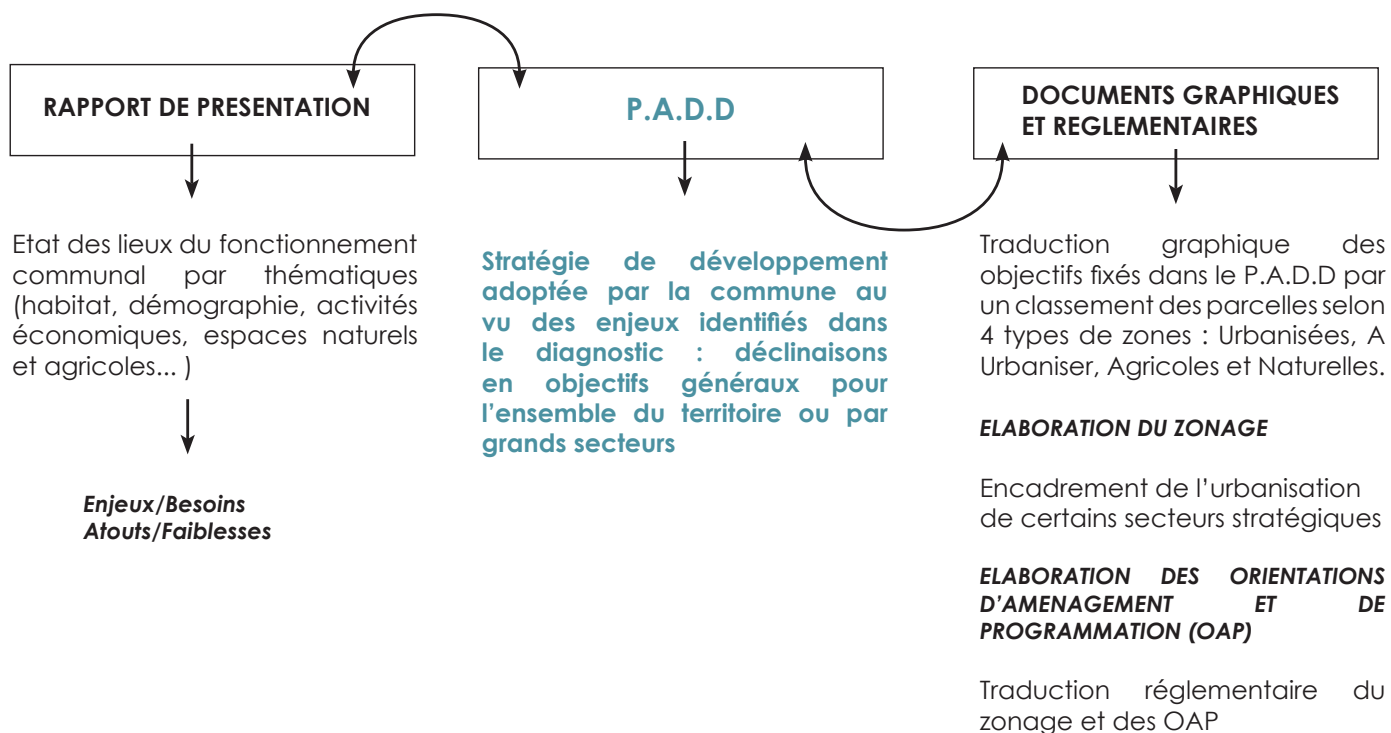 RAPPORT DE PRESENTATION
Etat des lieux du fonctionnement
communal par thématiques
(habitat, démographie, activités
économiques, espaces naturels
et agricoles... )
Enjeux/Besoins
Atouts/Faiblesses
P.A.D.D
Stratégie de développement
adoptée par la commune au
vu des enjeux identifiés dans
le diagnostic : déclinaisons
en objectifs généraux pour
l’ensemble du territoire ou par
grands secteurs
DOCUMENTS GRAPHIQUES
ET REGLEMENTAIRES
Traduction graphique des
objectifs fixés dans le P.A.D.D par
un classement des parcelles selon
4 types de zones : Urbanisées, A
Urbaniser, Agricoles et Naturelles.
ELABORATION DU ZONAGE
Encadrement de l’urbanisation
de certains secteurs stratégiques
ELABORATION DES ORIENTATIONS
D’AMENAGEMENT ET DE
PROGRAMMATION (OAP)
Traduction réglementaire du
zonage et des OAP